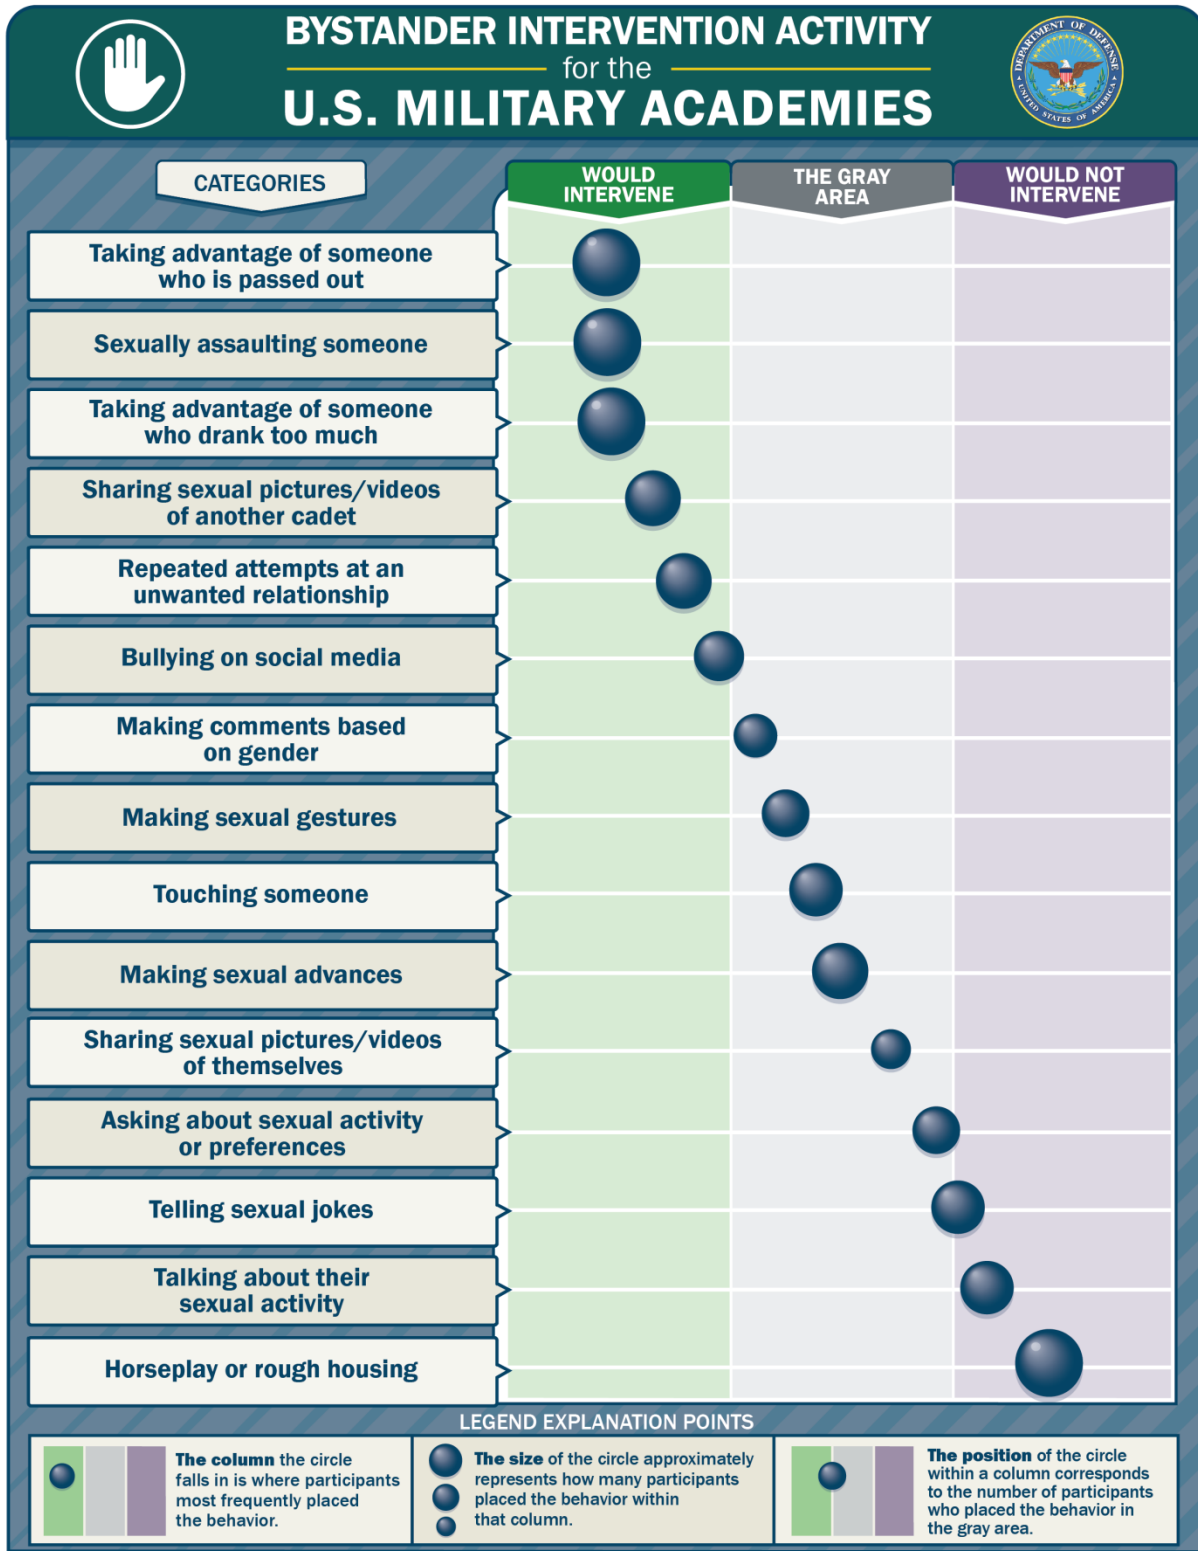 BYSTANDER INTERVENTION ACTIVITY
for the
U.S. MILITARY ACADEMIES
DEPARTMENT OF DEFENSE
UNITED STATES OF AMERICA
CATEGORIES
WOULD
INTERVENE
THE GRAY
AREA
WOULD NOT
INTERVENE
Taking advantage of someone
who is passed out
Sexually assaulting someone
Taking advantage of someone
who drank too much
Sharing sexual pictures/videos
of another cadet
Repeated attempts at an
unwanted relationship
Bullying on social media
Making comments based
on gender
Making sexual gestures
Touching someone
Making sexual advances
Sharing sexual pictures/videos
of themselves
Asking about sexual activity
or preferences
Telling sexual jokes
Talking about their
sexual activity
Horseplay or rough housing
LEGEND EXPLANATION POINTS
The column the circle
falls in is where participants
most frequently placed
the behavior.
The size of the circle approximately
represents how many participants
placed the behavior within
that column.
The position of the circle
within a column corresponds
to the number of participants
who placed the behavior in
the gray area.